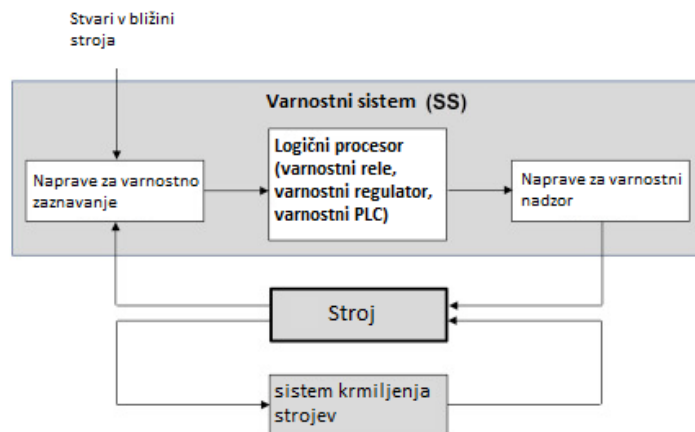 Stvari v bližini
stroja
Varnostni sistem (SS)
Naprave za varnostno
zaznavanje
Logični procesor
(varnostni rele,
varnostni regulator,
varnostni PLC)
Naprave za varnostni
nadzor
Stroj
sistem krmiljenja
strojev